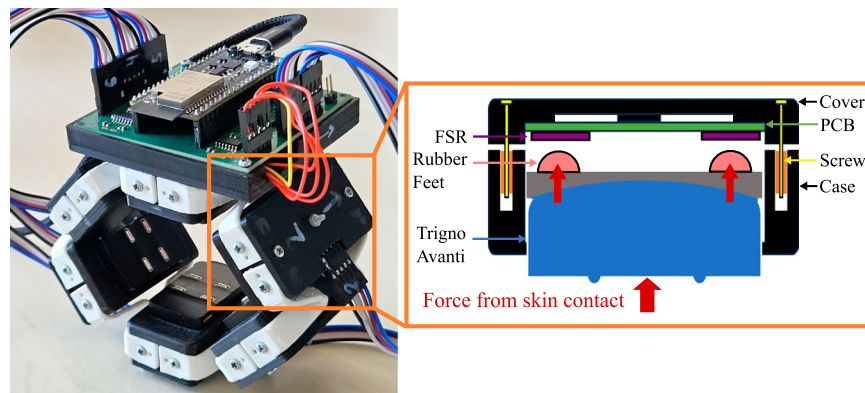 Cover
PCB
FSR
Rubber
Feet
Screw
Case
Trigno
Avanti
Force from skin contact